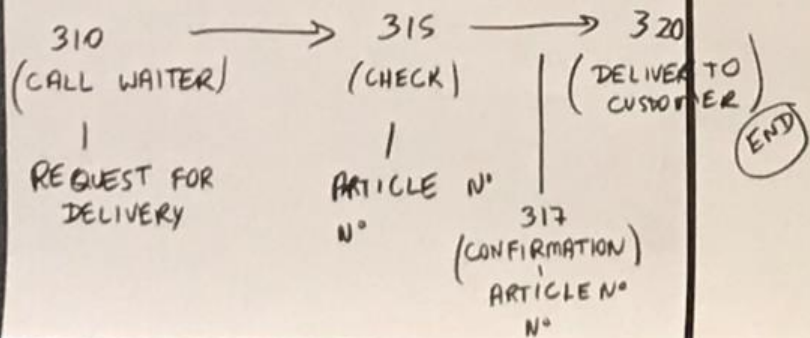 310
(CALL WAITER)
REQUEST FOR
DELIVERY
315
(CHECK)
ARTICLE N°
N°
317
(CONFIRMATION)
ARTICLE N°
N°
320
(DELIVER TO
CUSTOMER)
END